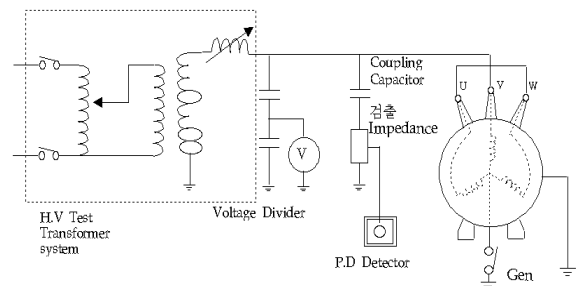 Coupling
Capacitor
검출
Impedance
U
V
W
V
H.V Test
Transformer
system
Voltage Divider
P.D Detector
Gen